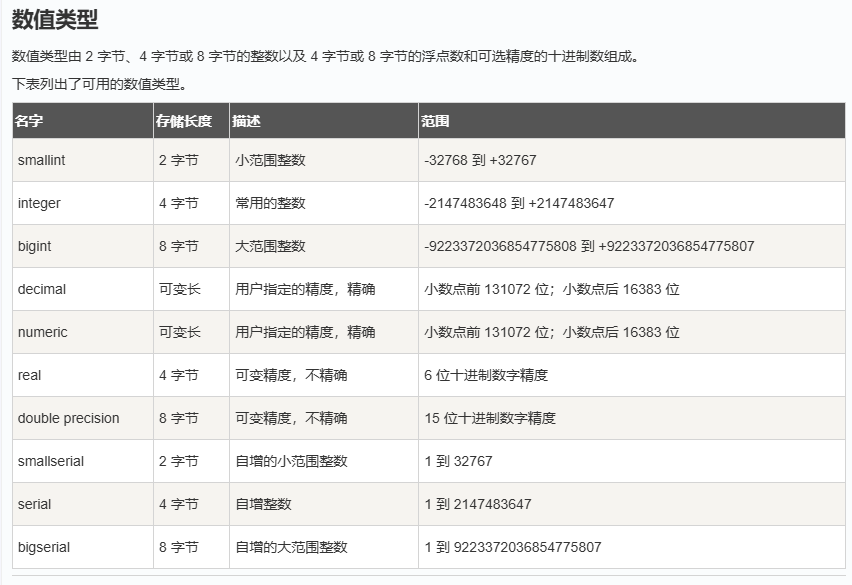 数值类型
数值类型由 2 字节、4 字节或 8 字节的整数以及 4 字节或 8 字节的浮点数和可选精度的十进制数组成。
下表列出了可用的数值类型。
名字 存储长度 描述 范围
smallint 2 字节 小范围整数 -32768 到 +32767
integer 4 字节 常用的整数 -2147483648 到 +2147483647
bigint 8 字节 大范围整数 -9223372036854775808 到 +9223372036854775807
decimal 可变长 用户指定的精度，精确 小数点前 131072 位；小数点后 16383 位
numeric 可变长 用户指定的精度，精确 小数点前 131072 位；小数点后 16383 位
real 4 字节 可变精度，不精确 6 位十进制数字精度
double precision 8 字节 可变精度，不精确 15 位十进制数字精度
smallserial 2 字节 自增的小范围整数 1 到 32767
serial 4 字节 自增整数 1 到 2147483647
bigserial 8 字节 自增的大范围整数 1 到 9223372036854775807